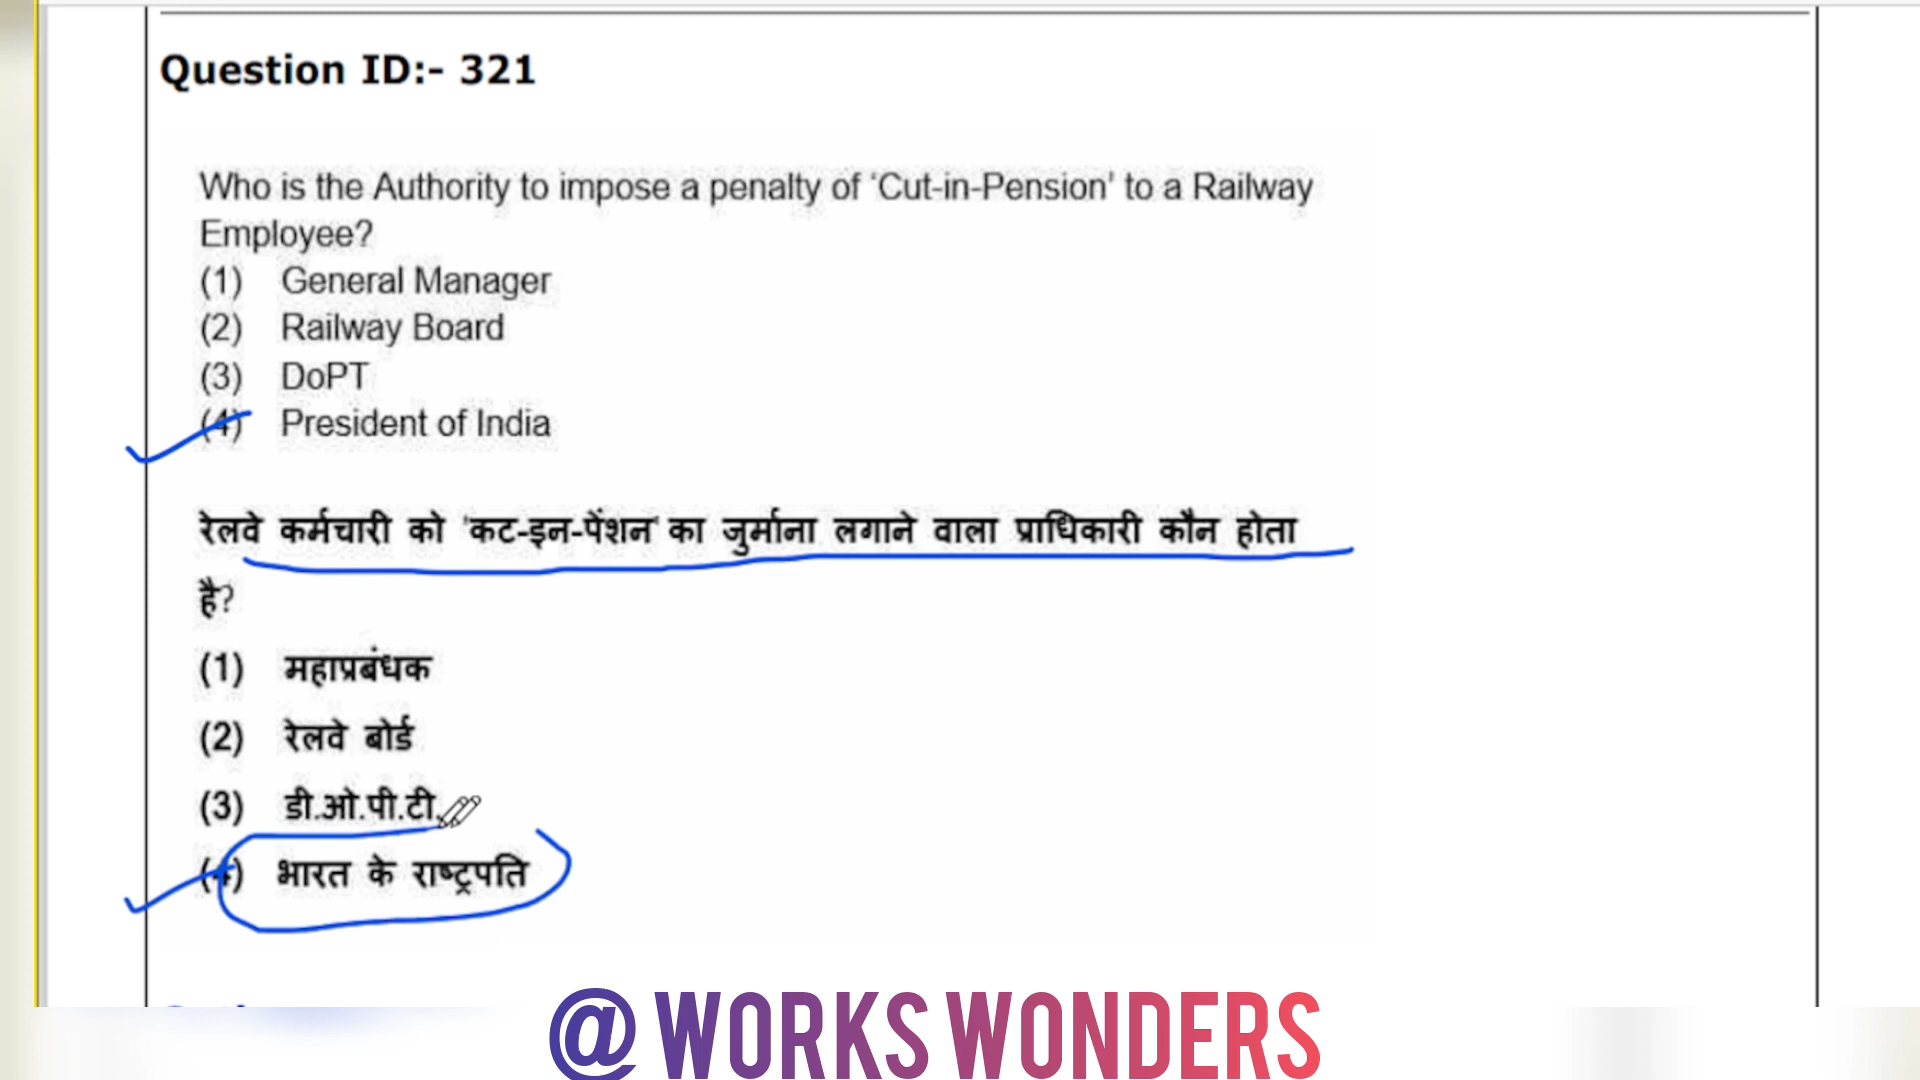 Question ID:- 321
Who is the Authority to impose a penalty of ‘Cut-in-Pension’ to a Railway
Employee?
(1) General Manager
(2) Railway Board
(3) DoPT
(4) President of India
रेलवे कर्मचारी को 'कट-इन-पेंशन' का जुर्माना लगाने वाला प्राधिकारी कौन होता
है?
(1) महाप्रबंधक
(2) रेलवे बोर्ड
(3) डी.ओ.पी.टी.
(4) भारत के राष्ट्रपति
@ WORKS WONDERS